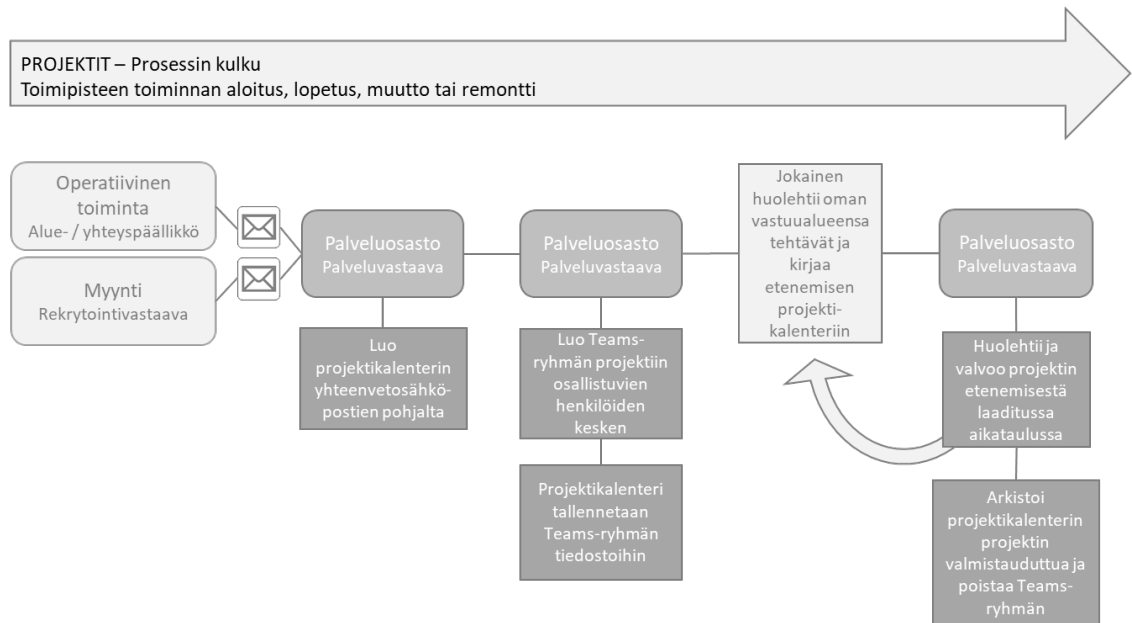 PROJEKTIT – Prosessin kulku
Toimipisteen toiminnan aloitus, lopetus, muutto tai remontti
Operatiivinen
toiminta
Alue- / yhteyspäällikkö
Myynti
Rekrytointivastaava
Palveluosasto
Palveluvastaava
Luo
projektikalenterin
yhteenvetosähkö-
postien pohjalta
Palveluosasto
Palveluvastaava
Luo Teams-
ryhmän projektiin
osallistuvien
henkilöiden
kesken
Projektikalenteri
tallennetaan
Teams-ryhmän
tiedostoihin
Jokainen
huolehtii oman
vastuualueensa
tehtävät ja
kirjaa
etenemisen
projekti-
kalenteriin
Palveluosasto
Palveluvastaava
Huolehtii ja
valvoo projektin
etenemisestä
laaditussa
aikataulussa
Arkistoi
projektikalenterin
projektin
valmistauduttua ja
poistaa Teams-
ryhmän